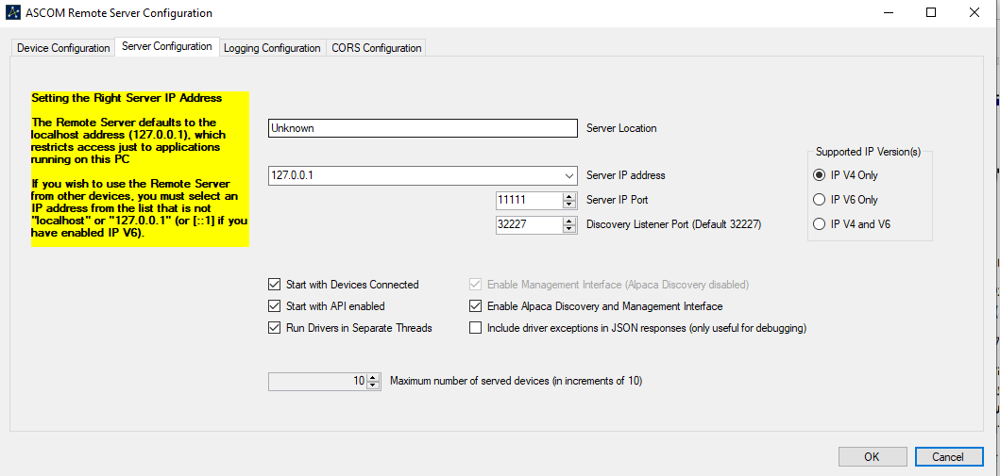 ASCOM Remote Server Configuration
Device Configuration
Server Configuration
Logging Configuration
CORS Configuration
Setting the Right Server IP Address
The Remote Server defaults to the
localhost address (127.0.0.1), which
restricts access just to applications
running on this PC
If you wish to use the Remote Server
from other devices, you must select an
IP address from the list that is not
"localhost" or "127.0.0.1" (or [::1] if you
have enabled IP V6).
Unknown
Server Location
127.0.0.1
Server IP address
11111
Server IP Port
32227
Discovery Listener Port (Default 32227)
Supported IP Version(s)
IP V4 Only
IP V6 Only
IP V4 and V6
Start with Devices Connected
Enable Management Interface (Alpaca Discovery disabled)
Start with API enabled
Enable Alpaca Discovery and Management Interface
Run Drivers in Separate Threads
Include driver exceptions in JSON responses (only useful for debugging)
10
Maximum number of served devices (in increments of 10)
OK
Cancel